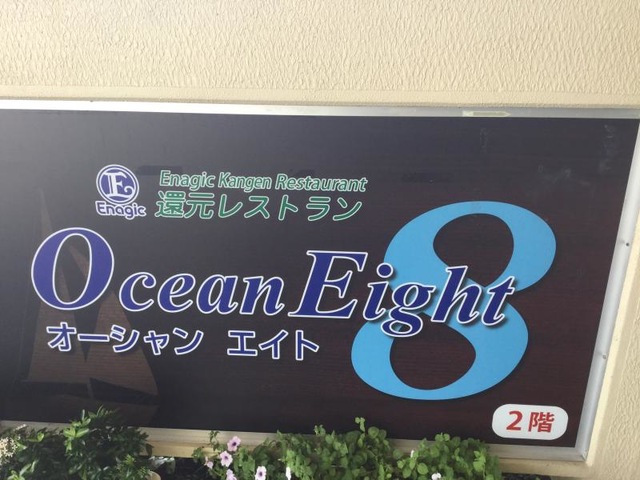 Enagic Kangen Restaurant
E
Enagic
還元レストラン
Ocean Eight
8
オーシャン エイト
2階